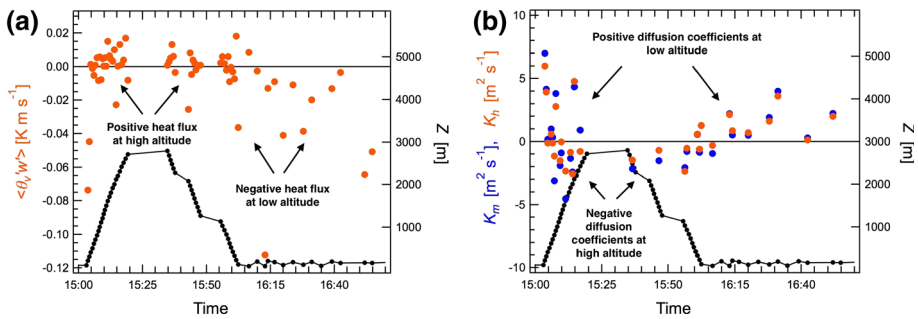 (a)
0.02
0.00
-0.02
-0.04
-0.06
-0.08
-0.10
-0.12
<θᵥ'w'> [K m s⁻¹]
Positive heat flux
at high altitude
Negative heat flux
at low altitude
5000
4000
3000
2000
1000
Z [m]
15:00
15:25
15:50
16:15
16:40
Time
(b)
10
5
0
-5
-10
Kₘ [m² s⁻¹], Kₕ [m² s⁻¹]
Positive diffusion coefficients at
low altitude
Negative
diffusion
coefficients at
high altitude
5000
4000
3000
2000
1000
Z [m]
15:00
15:25
15:50
16:15
16:40
Time